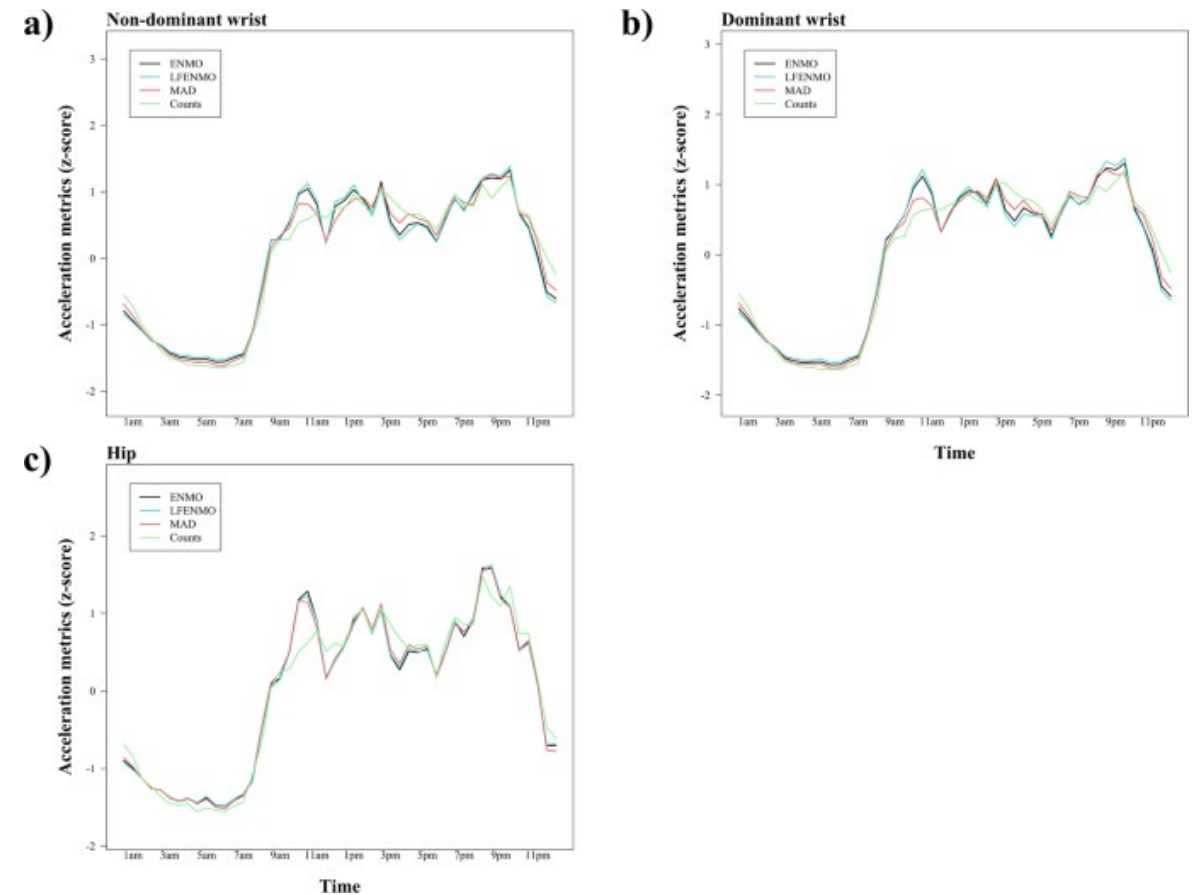 a)
Non-dominant wrist
Acceleration metrics (z-score)
3
2
1
0
-1
-2
ENMO
LFENMO
MAD
Counts
1am 3am 5am 7am 9am 11am 1pm 3pm 5pm 7pm 9pm 11pm
b)
Dominant wrist
Acceleration metrics (z-score)
3
2
1
0
-1
-2
ENMO
LFENMO
MAD
Counts
1am 3am 5am 7am 9am 11am 1pm 3pm 5pm 7pm 9pm 11pm
Time
c)
Hip
Acceleration metrics (z-score)
2
1
0
-1
-2
ENMO
LFENMO
MAD
Counts
1am 3am 5am 7am 9am 11am 1pm 3pm 5pm 7pm 9pm 11pm
Time